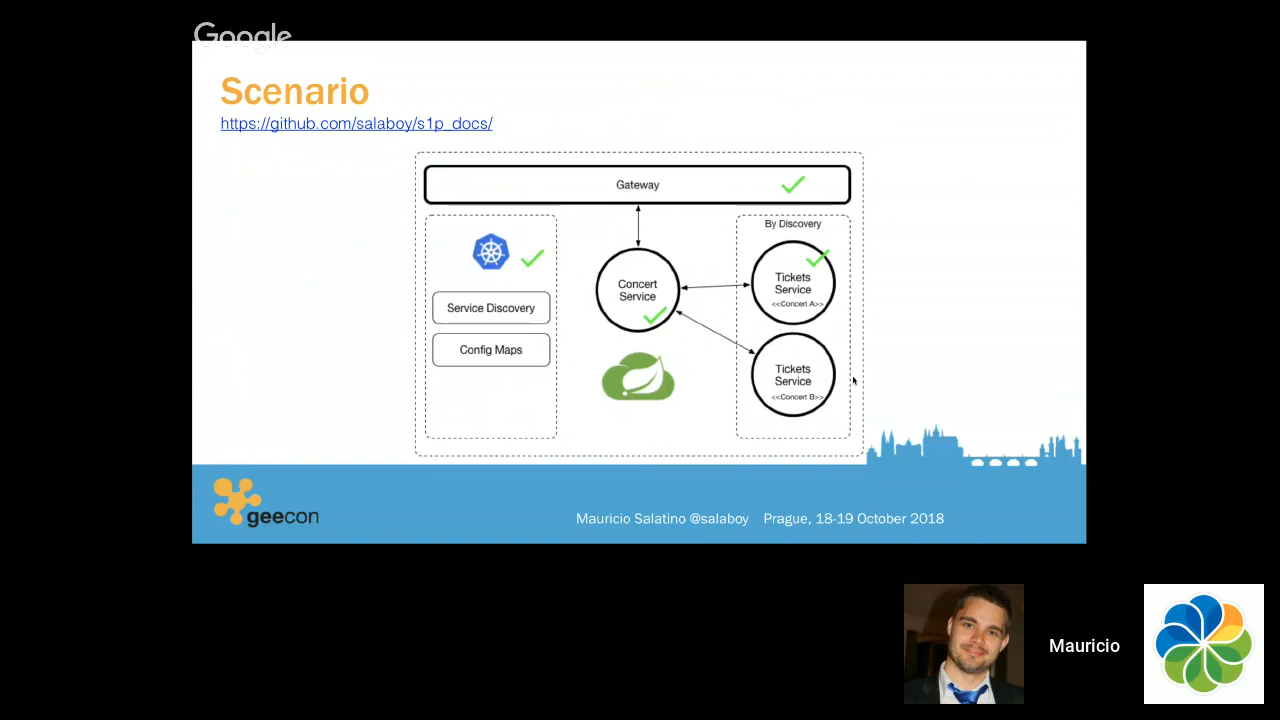 Google
Scenario
https://github.com/salaboy/s1p_docs/
Gateway
By Discovery
Service Discovery
Config Maps
Concert
Service
Tickets
Service
<<Concert A>>
Tickets
Service
<<Concert B>>
geecon
Mauricio Salatino @salaboy Prague, 18-19 October 2018
Mauricio